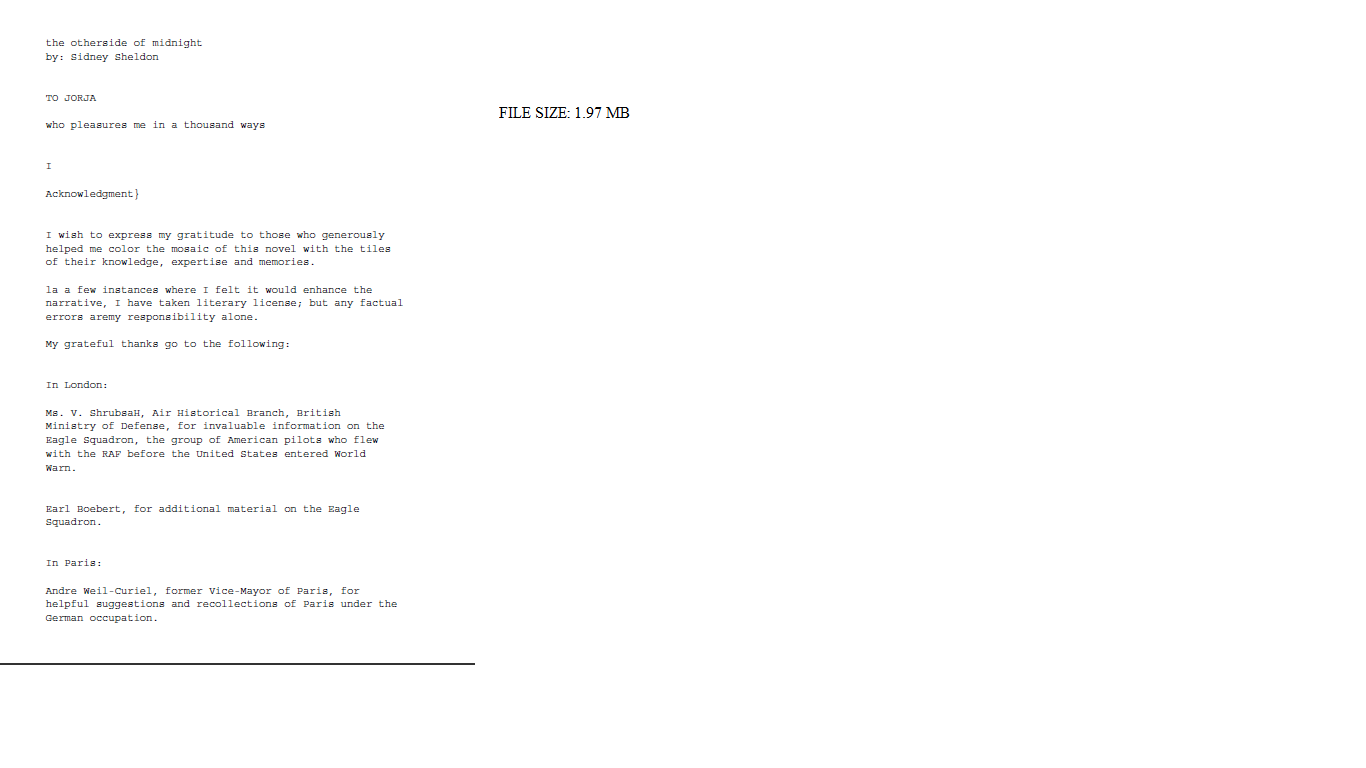 the otherside of midnight
by: Sidney Sheldon
TO JORJA
who pleasures me in a thousand ways
I
Acknowledgment}
I wish to express my gratitude to those who generously
helped me color the mosaic of this novel with the tiles
of their knowledge, expertise and memories.
la a few instances where I felt it would enhance the
narrative, I have taken literary license; but any factual
errors aremy responsibility alone.
My grateful thanks go to the following:
In London:
Ms. V. ShrubsaH, Air Historical Branch, British
Ministry of Defense, for invaluable information on the
Eagle Squadron, the group of American pilots who flew
with the RAF before the United States entered World
Warn.
Earl Boebert, for additional material on the Eagle
Squadron.
In Paris:
Andre Weil-Curiel, former Vice-Mayor of Paris, for
helpful suggestions and recollections of Paris under the
German occupation.
FILE SIZE: 1.97 MB